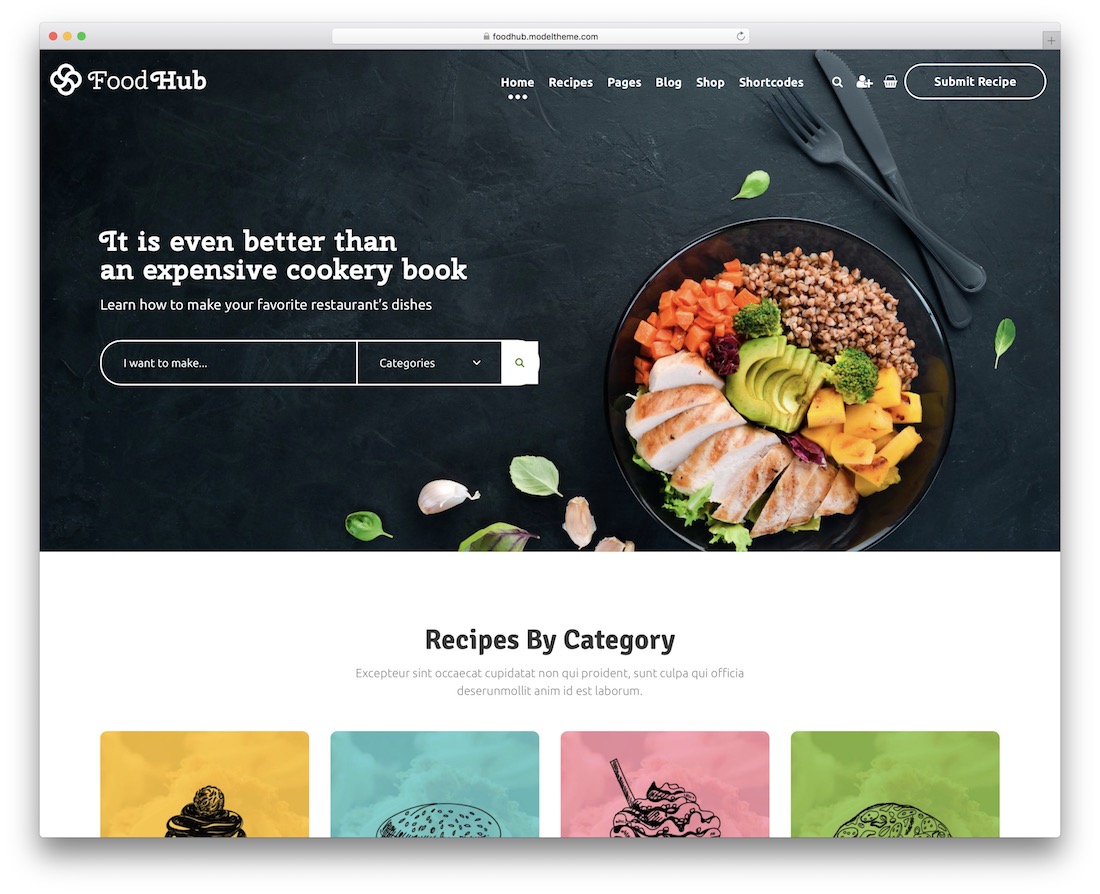 foodhub.modeltheme.com
FoodHub
Home Recipes Pages Blog Shop Shortcodes Submit Recipe
It is even better than
an expensive cookery book
Learn how to make your favorite restaurant's dishes
I want to make... Categories
Recipes By Category
Excepteur sint occaecat cupidatat non qui proident, sunt culpa qui officia
deserunmollit anim id est laborum.